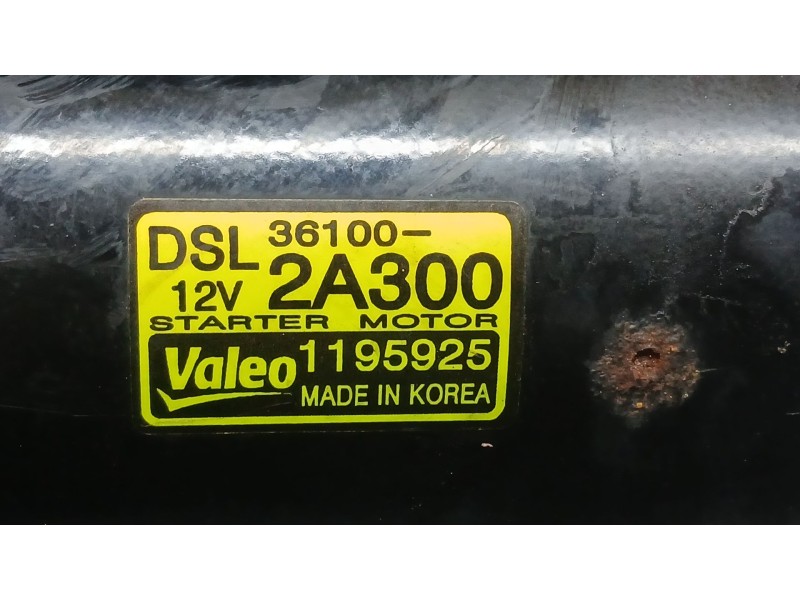 DSL 36100-
12V 2A300
STARTER MOTOR
Valeo 1195925
MADE IN KOREA